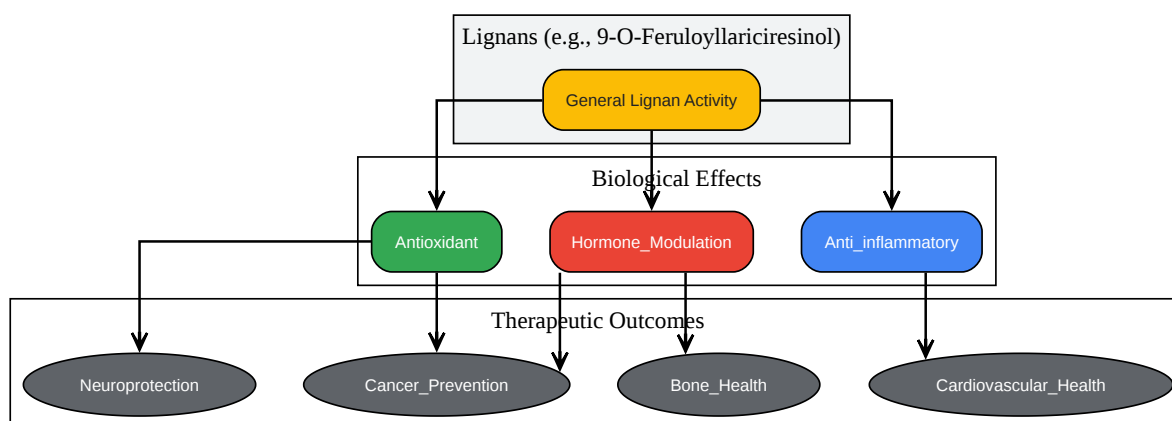 Lignans (e.g., 9-O-Feruloyllariciresinol)
General Lignan Activity
Biological Effects
Antioxidant
Hormone_Modulation
Anti_inflammatory
Therapeutic Outcomes
Neuroprotection
Cancer_Prevention
Bone_Health
Cardiovascular_Health